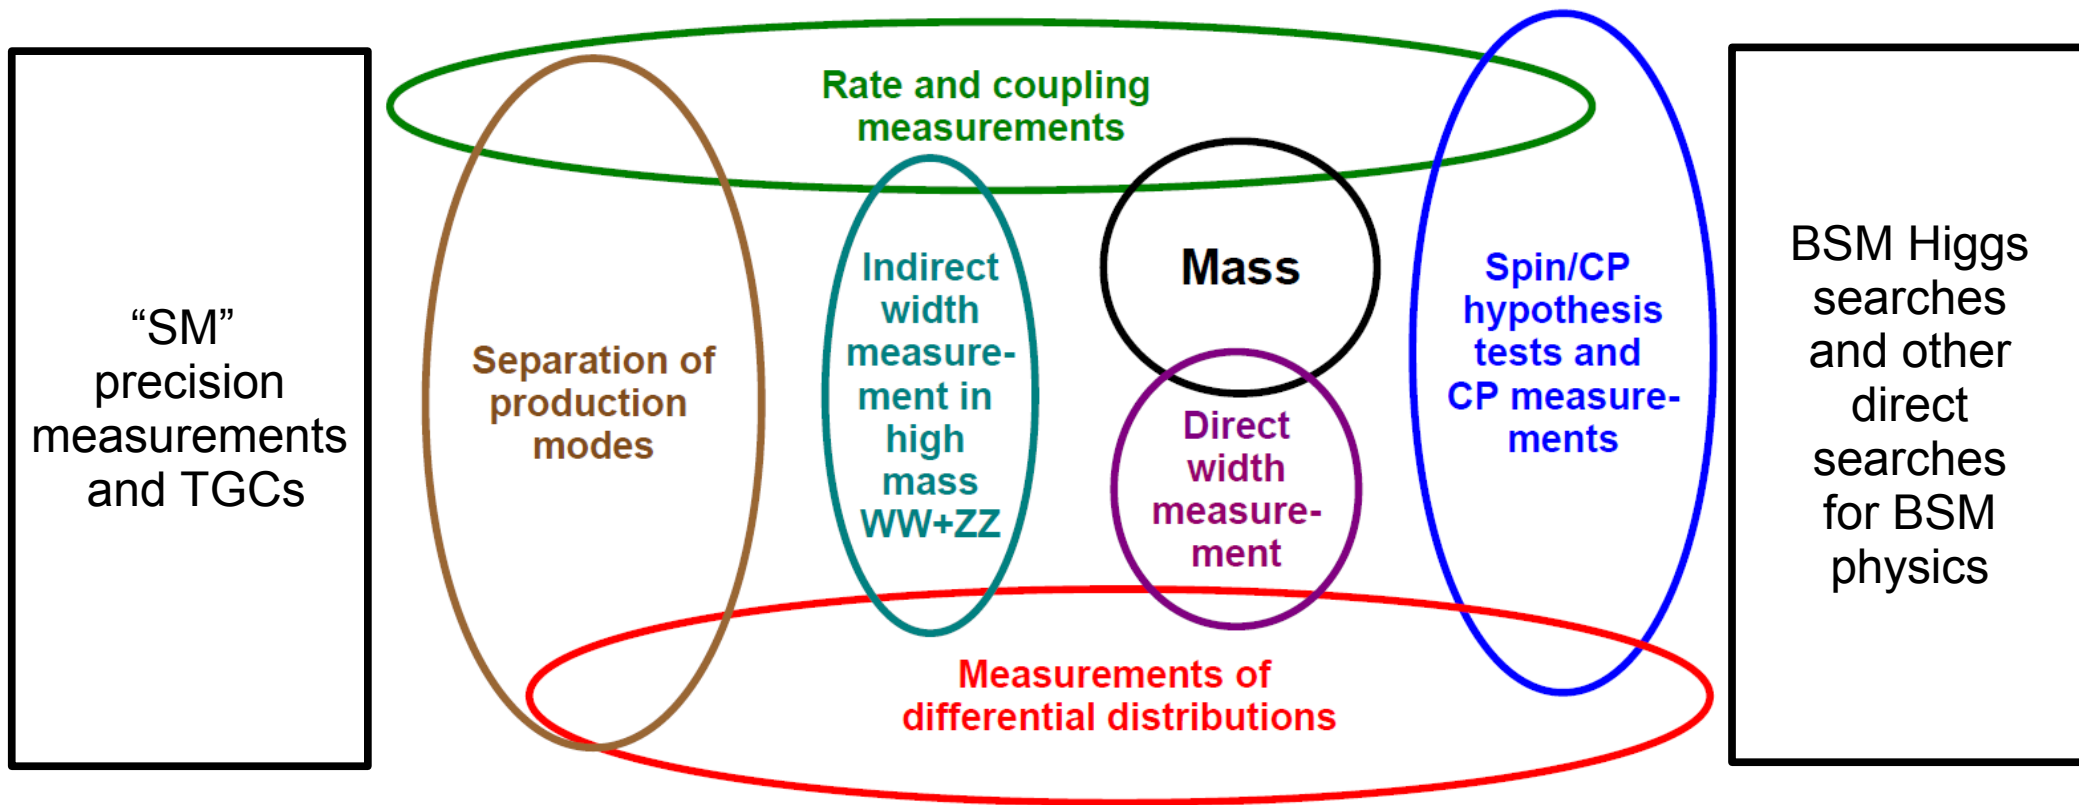 “SM”
precision
measurements
and TGCs
Rate and coupling
measurements
Separation of
production
modes
Indirect
width
measure-
ment in
high
mass
WW+ZZ
Mass
Direct
width
measure-
ment
Spin/CP
hypothesis
tests and
CP measure-
ments
Measurements of
differential distributions
BSM Higgs
searches
and other
direct
searches
for BSM
physics